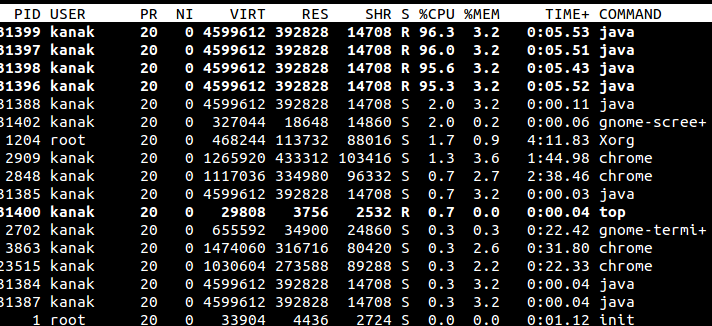 PID USER PR NI VIRT RES SHR S %CPU %MEM TIME+ COMMAND
31399 kanak 20 0 4599612 392828 14708 R 96.3 3.2 0:05.53 java
31397 kanak 20 0 4599612 392828 14708 R 96.0 3.2 0:05.51 java
31398 kanak 20 0 4599612 392828 14708 R 95.6 3.2 0:05.43 java
31396 kanak 20 0 4599612 392828 14708 R 95.3 3.2 0:05.52 java
31388 kanak 20 0 4599612 392828 14708 S 2.0 3.2 0:00.11 java
31402 kanak 20 0 327044 18648 14860 S 2.0 0.2 0:00.06 gnome-scree+
1204 root 20 0 468244 113732 88016 S 1.7 0.9 4:11.83 Xorg
2909 kanak 20 0 1265920 433312 103416 S 1.3 3.6 1:44.98 chrome
2848 kanak 20 0 1117036 334980 96332 S 0.7 2.7 2:38.46 chrome
31385 kanak 20 0 4599612 392828 14708 S 0.7 3.2 0:00.03 java
31400 kanak 20 0 29808 3756 2532 R 0.7 0.0 0:00.04 top
2702 kanak 20 0 655592 34900 24860 S 0.3 0.3 0:22.42 gnome-termi+
3863 kanak 20 0 1474060 316716 80420 S 0.3 2.6 0:31.80 chrome
23515 kanak 20 0 1030604 273588 89288 S 0.3 2.2 0:22.33 chrome
31384 kanak 20 0 4599612 392828 14708 S 0.3 3.2 0:00.04 java
31387 kanak 20 0 4599612 392828 14708 S 0.3 3.2 0:00.04 java
1 root 20 0 33904 4436 2724 S 0.0 0.0 0:01.12 init